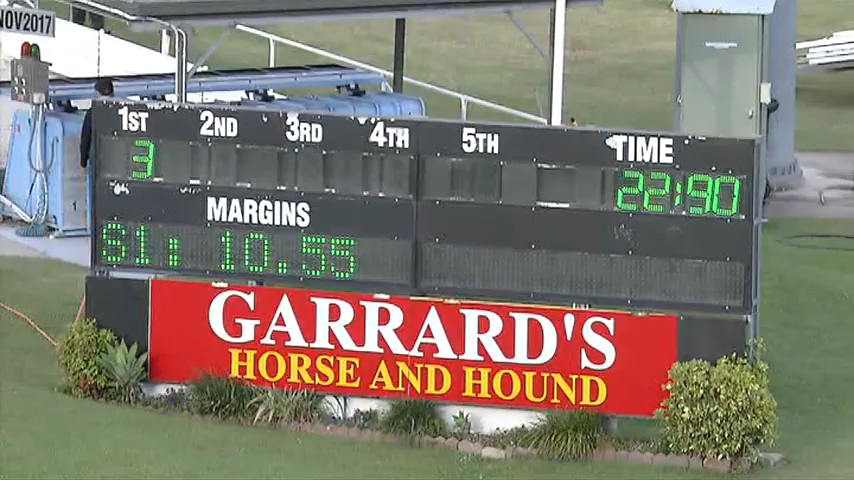 NOV2017
1ST 2ND 3RD 4TH 5TH TIME
3 22:90
MARGINS
S1: 10.55
GARRARD'S
HORSE AND HOUND